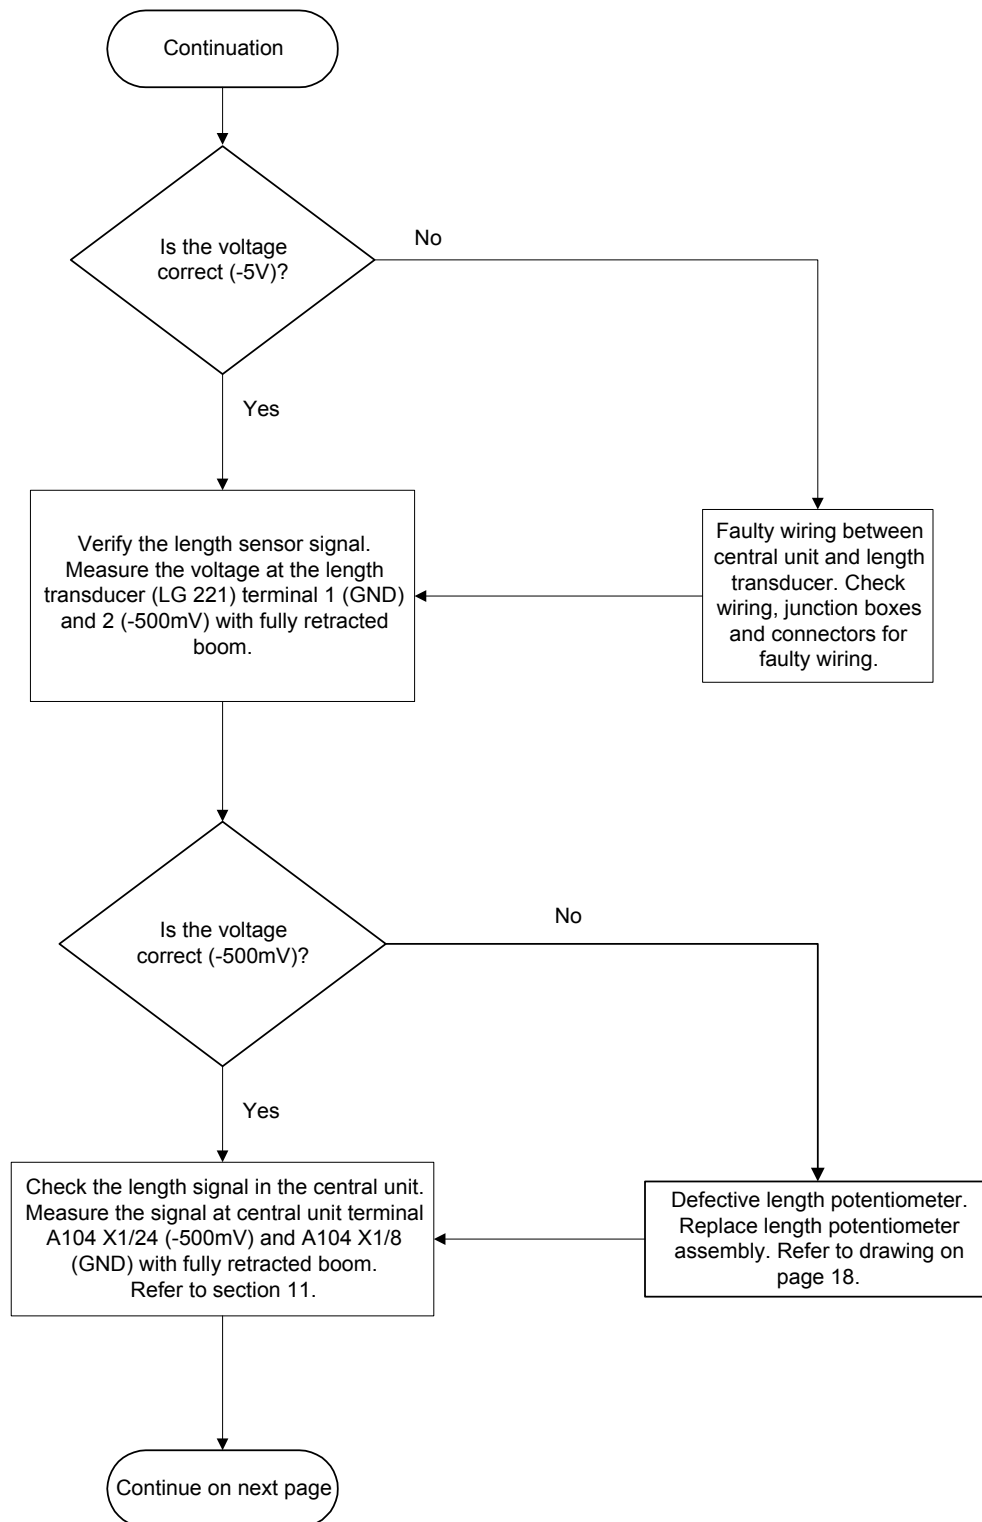 Continuation
Is the voltage
correct (-5V)?
No
Yes
Verify the length sensor signal.
Measure the voltage at the length
transducer (LG 221) terminal 1 (GND)
and 2 (-500mV) with fully retracted
boom.
Faulty wiring between
central unit and length
transducer. Check
wiring, junction boxes
and connectors for
faulty wiring.
Is the voltage
correct (-500mV)?
No
Yes
Check the length signal in the central unit.
Measure the signal at central unit terminal
A104 X1/24 (-500mV) and A104 X1/8
(GND) with fully retracted boom.
Refer to section 11.
Defective length potentiometer.
Replace length potentiometer
assembly. Refer to drawing on
page 18.
Continue on next page